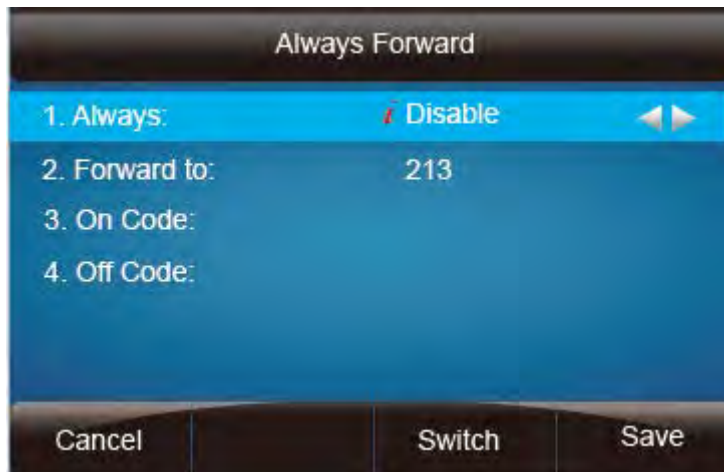 Always Forward
1. Always: i Disable
2. Forward to: 213
3. On Code:
4. Off Code:
Cancel Switch Save